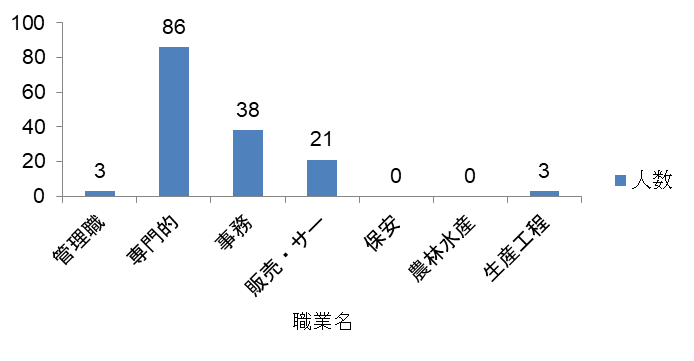 100
80
60
40
20
0
3
86
38
21
0
0
3
管理職
専門的
事務
販売・サー
保安
農林水産
生産工程
職業名
人数